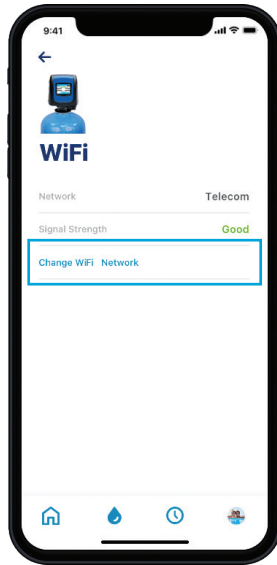 9:41
WiFi
Network Telecom
Signal Strength Good
Change WiFi Network